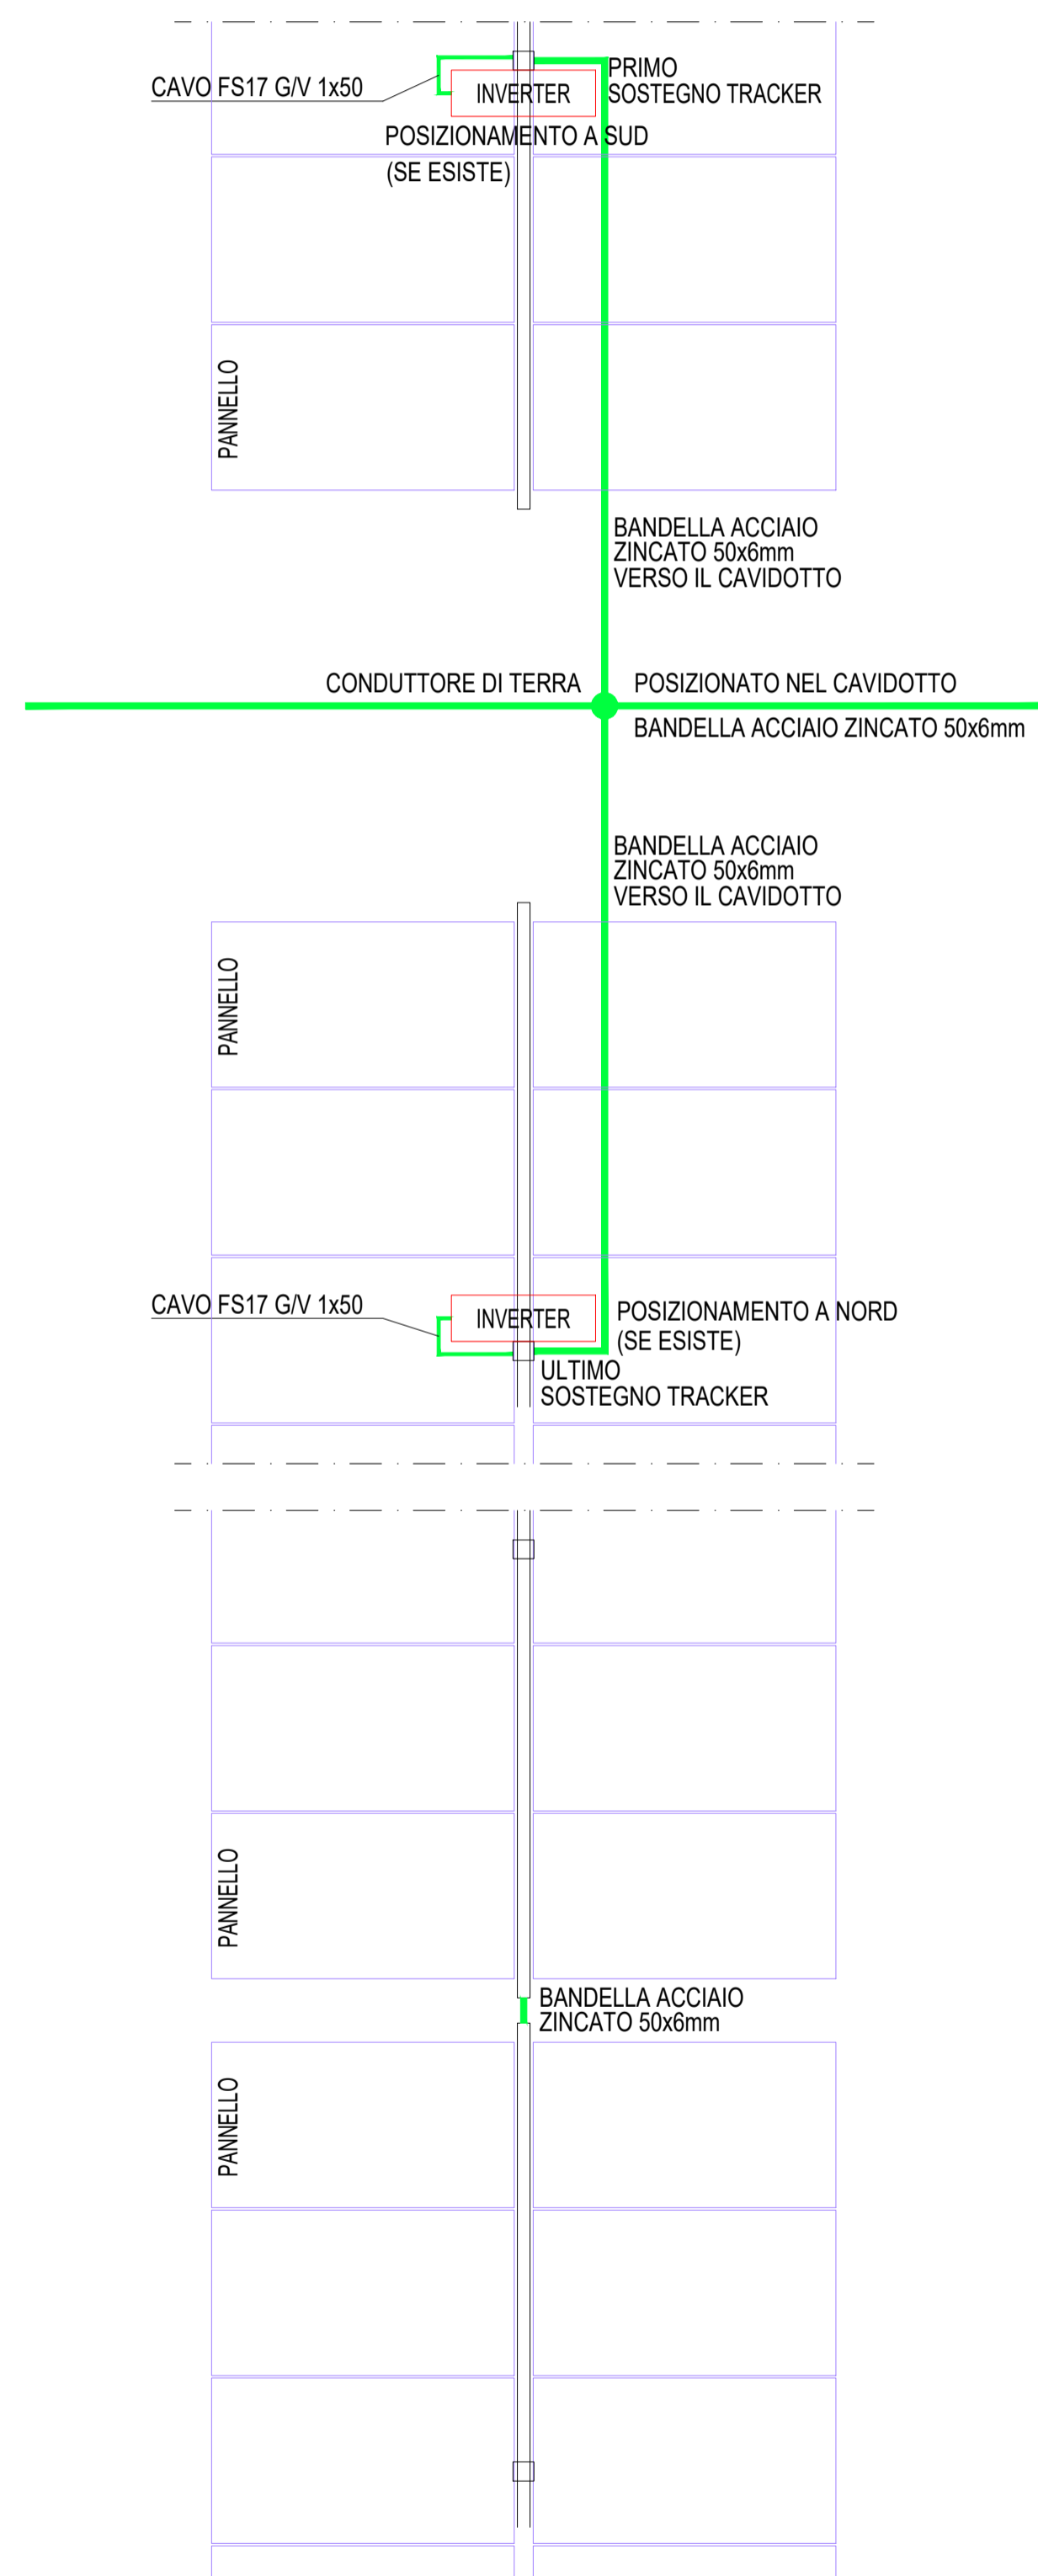 CAVO FS17 G/V 1x50
PRIMO
SOSTEGNO TRACKER
INVERTER
POSIZIONAMENTO A SUD
(SE ESISTE)
PANNELLO
BANDELLA ACCIAIO
ZINCATO 50x6mm
VERSO IL CAVIDOTTO
CONDUTTORE DI TERRA
POSIZIONATO NEL CAVIDOTTO
BANDELLA ACCIAIO ZINCATO 50x6mm
BANDELLA ACCIAIO
ZINCATO 50x6mm
VERSO IL CAVIDOTTO
PANNELLO
CAVO FS17 G/V 1x50
INVERTER
POSIZIONAMENTO A NORD
(SE ESISTE)
ULTIMO
SOSTEGNO TRACKER
PANNELLO
BANDELLA ACCIAIO
ZINCATO 50x6mm
PANNELLO